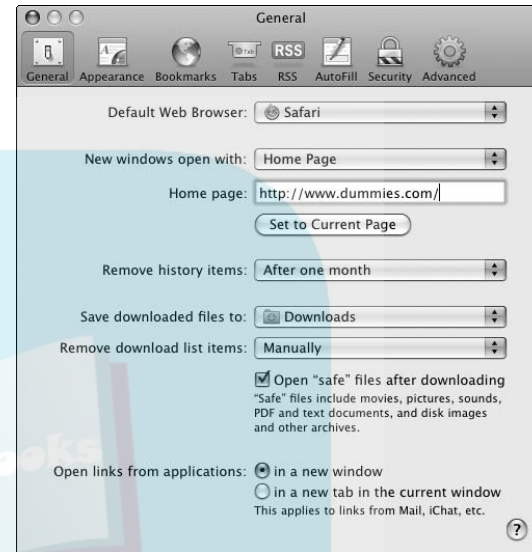 General
General Appearance Bookmarks Tabs RSS AutoFill Security Advanced
Default Web Browser: Safari
New windows open with: Home Page
Home page: http://www.dummies.com/
Set to Current Page
Remove history items: After one month
Save downloaded files to: Downloads
Remove download list items: Manually
Open “safe” files after downloading
“Safe” files include movies, pictures, sounds,
PDF and text documents, and disk images
and other archives.
Open links from applications: in a new window
in a new tab in the current window
This applies to links from Mail, iChat, etc.
?